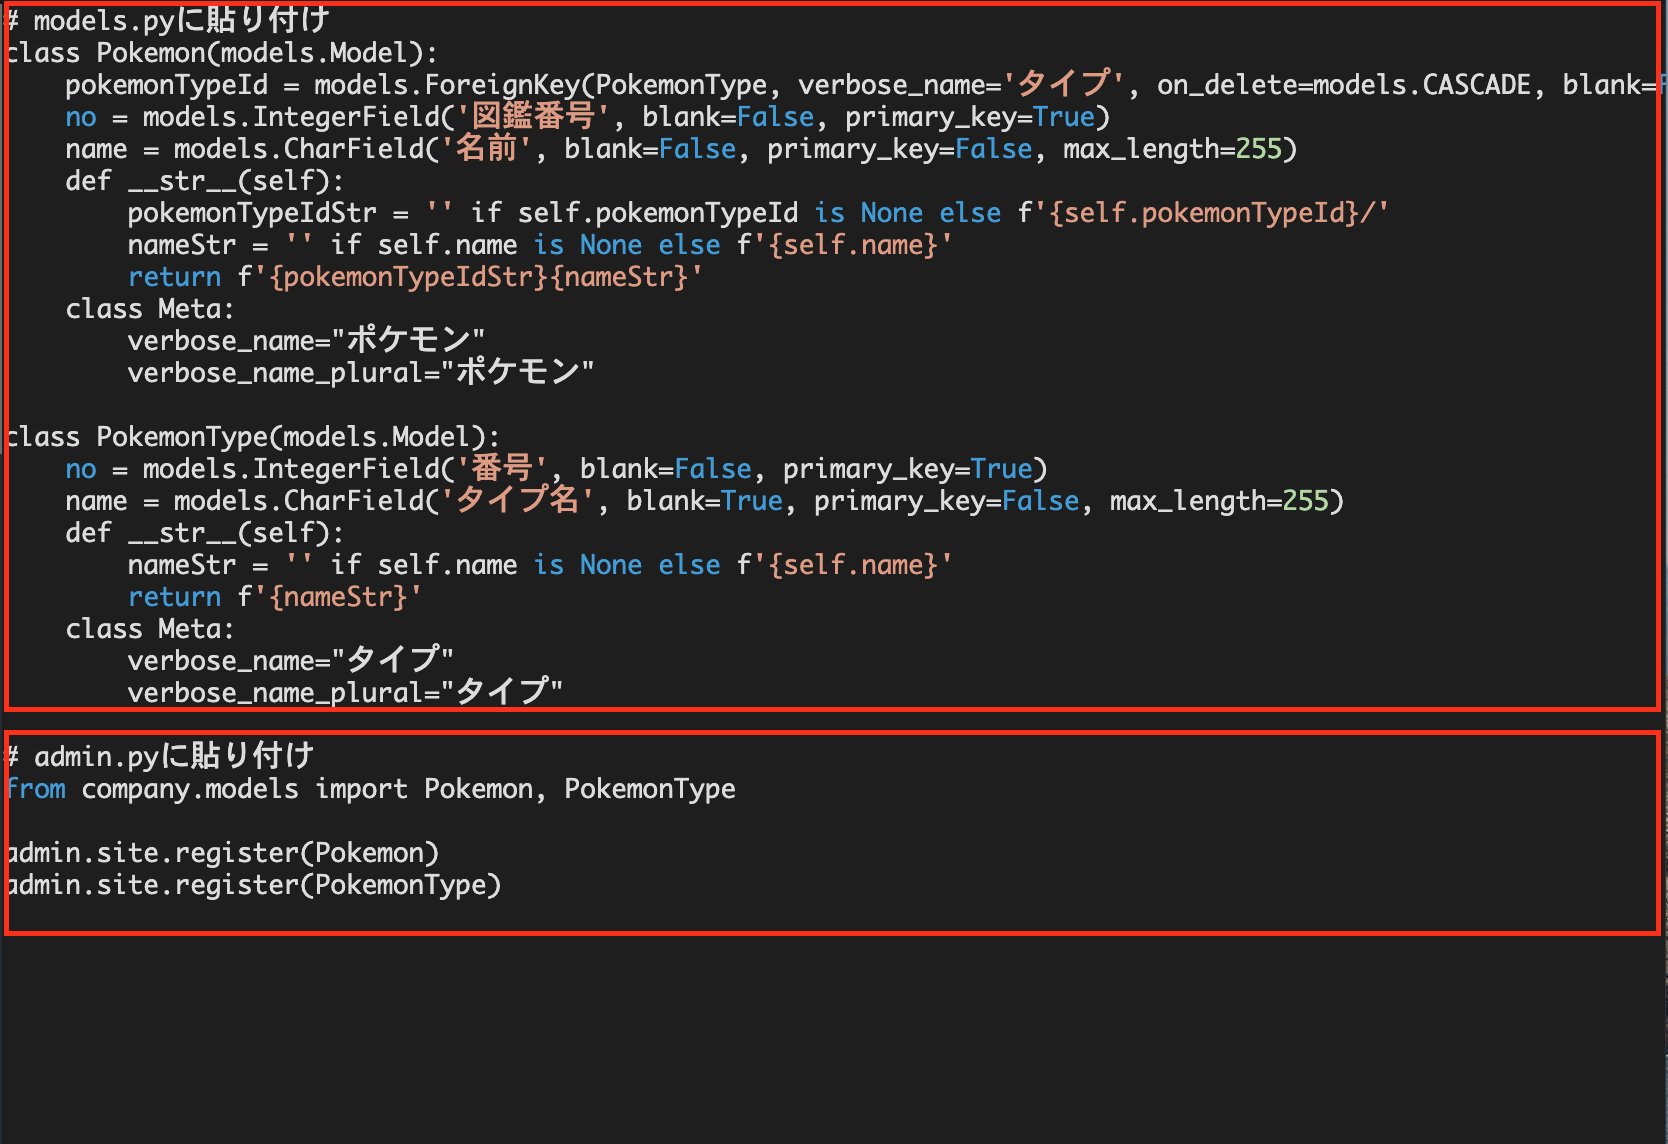 # models.pyに貼り付け
class Pokemon(models.Model):
    pokemonTypeId = models.ForeignKey(PokemonType, verbose_name='タイプ', on_delete=models.CASCADE, blank=
    no = models.IntegerField('図鑑番号', blank=False, primary_key=True)
    name = models.CharField('名前', blank=False, primary_key=False, max_length=255)
    def __str__(self):
        pokemonTypeIdStr = '' if self.pokemonTypeId is None else f'{self.pokemonTypeId}/'
        nameStr = '' if self.name is None else f'{self.name}'
        return f'{pokemonTypeIdStr}{nameStr}'
    class Meta:
        verbose_name="ポケモン"
        verbose_name_plural="ポケモン"

class PokemonType(models.Model):
    no = models.IntegerField('番号', blank=False, primary_key=True)
    name = models.CharField('タイプ名', blank=True, primary_key=False, max_length=255)
    def __str__(self):
        nameStr = '' if self.name is None else f'{self.name}'
        return f'{nameStr}'
    class Meta:
        verbose_name="タイプ"
        verbose_name_plural="タイプ"

# admin.pyに貼り付け
from company.models import Pokemon, PokemonType

admin.site.register(Pokemon)
admin.site.register(PokemonType)